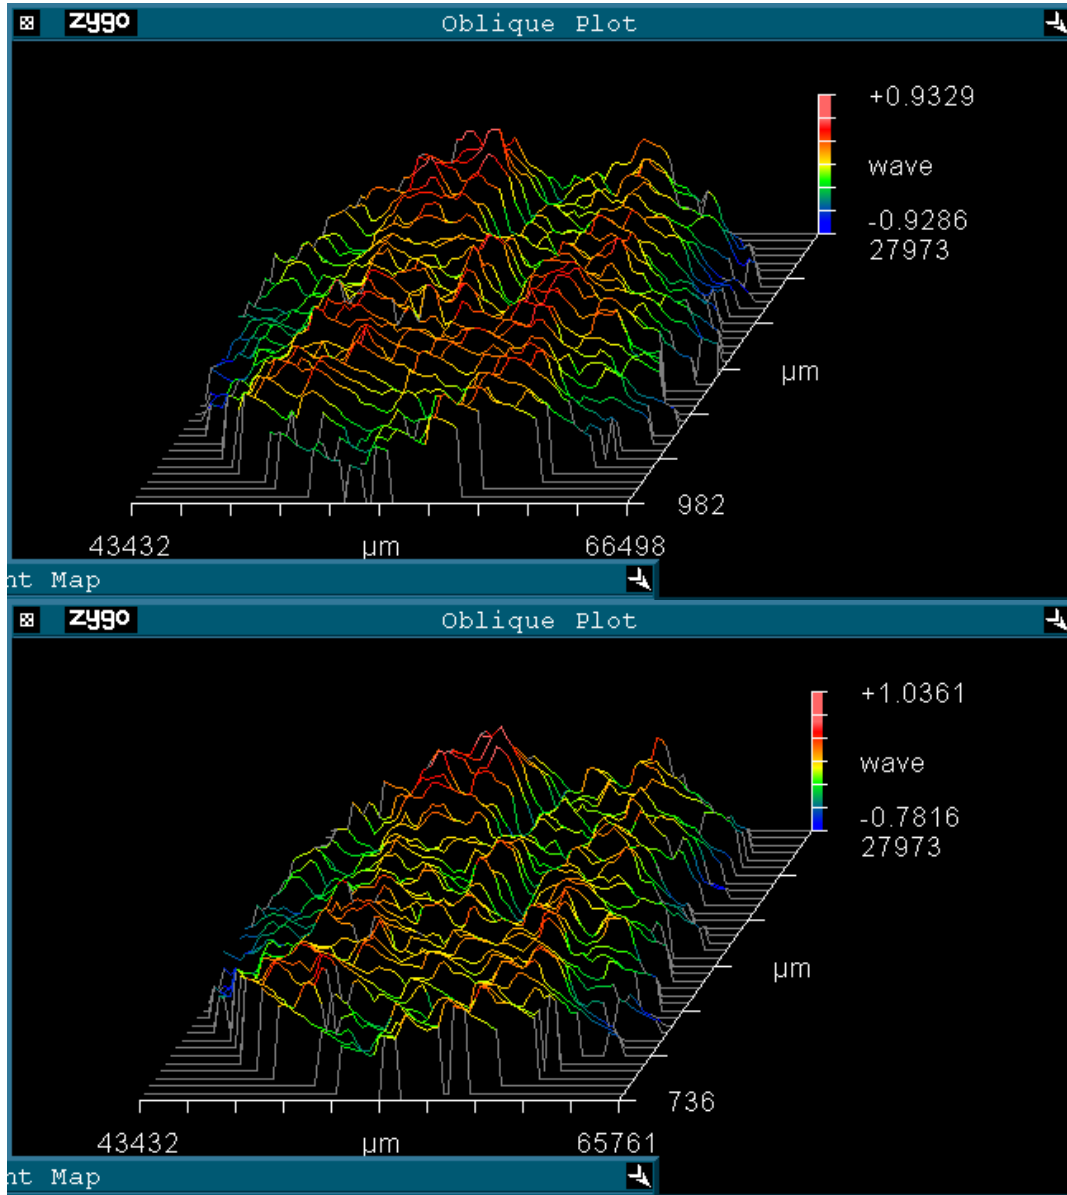 zygo Oblique Plot
+0.9329
wave
-0.9286
27973
µm
982
43432 µm 66498
nt Map
zygo Oblique Plot
+1.0361
wave
-0.7816
27973
µm
736
43432 µm 65761
nt Map